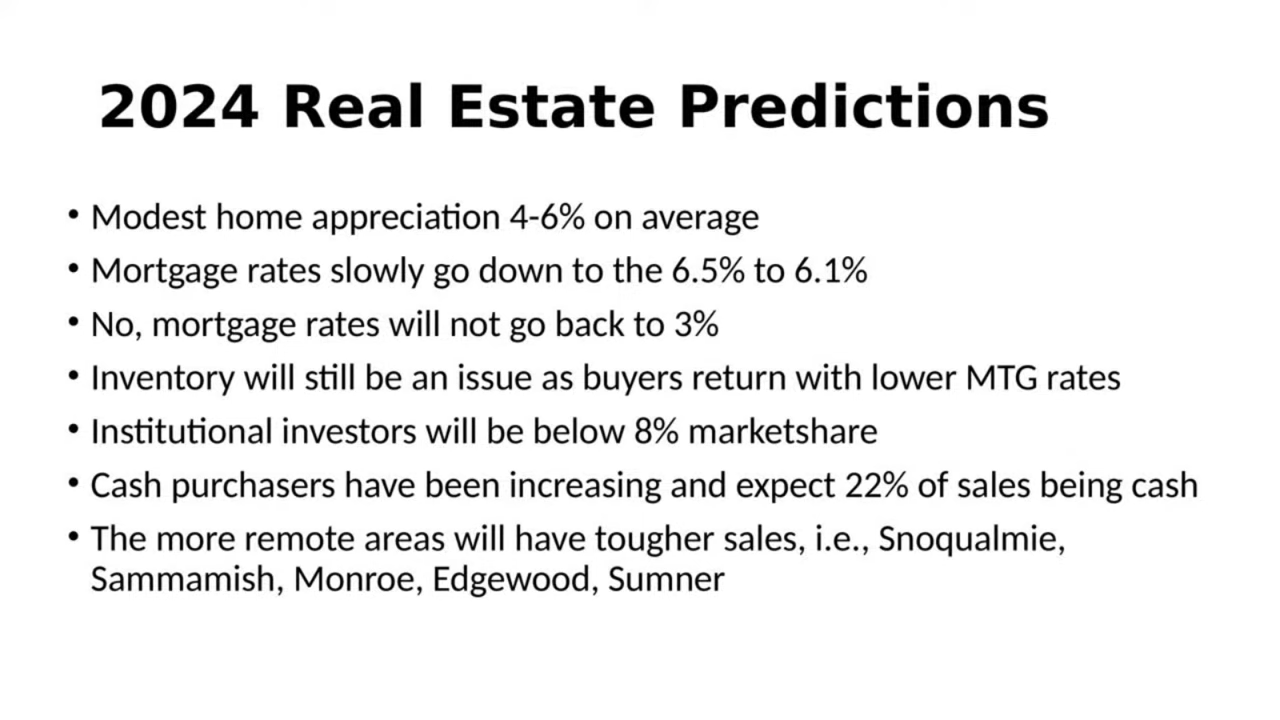 2024 Real Estate Predictions
• Modest home appreciation 4-6% on average
• Mortgage rates slowly go down to the 6.5% to 6.1%
• No, mortgage rates will not go back to 3%
• Inventory will still be an issue as buyers return with lower MTG rates
• Institutional investors will be below 8% marketshare
• Cash purchasers have been increasing and expect 22% of sales being cash
• The more remote areas will have tougher sales, i.e., Snoqualmie,
Sammamish, Monroe, Edgewood, Sumner